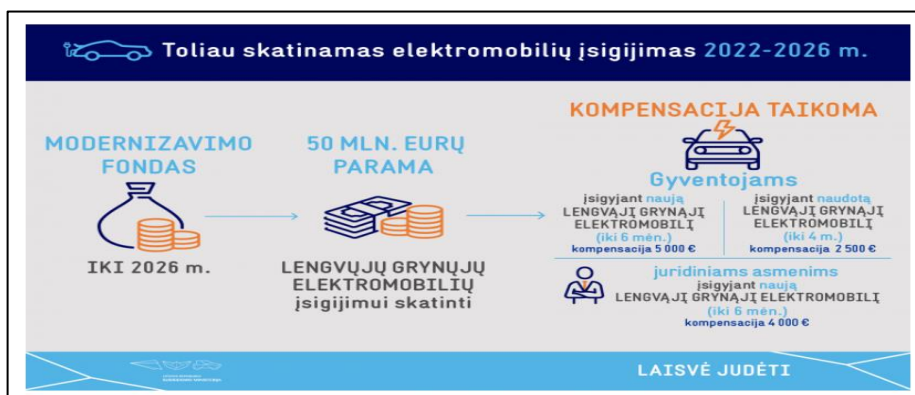 Toliau skatinamas elektromobilių įsigijimas 2022-2026 m.
MODERNIZAVIMO
FONDAS
IKI 2026 m.
50 MLN. EURŲ
PARAMA
LENGVŲJŲ GRYNŲJŲ
ELEKTROMOBILIŲ
įsigijimui skatinti
KOMPENSACIJA TAIKOMA
Gyventojams
įsigyjant naują
LENGVĄJĮ GRYNĄJĮ
ELEKTROMOBILĮ
(iki 6 mėn.)
kompensacija 5 000 €
įsigyjant naudotą
LENGVĄJĮ GRYNĄJĮ
ELEKTROMOBILĮ
(iki 4 m.)
kompensacija 2 500 €
juridiniams asmenims
įsigyjant naują
LENGVĄJĮ GRYNĄJĮ ELEKTROMOBILĮ
(iki 6 mėn.)
kompensacija 4 000 €
LAISVĖ JUDĖTI